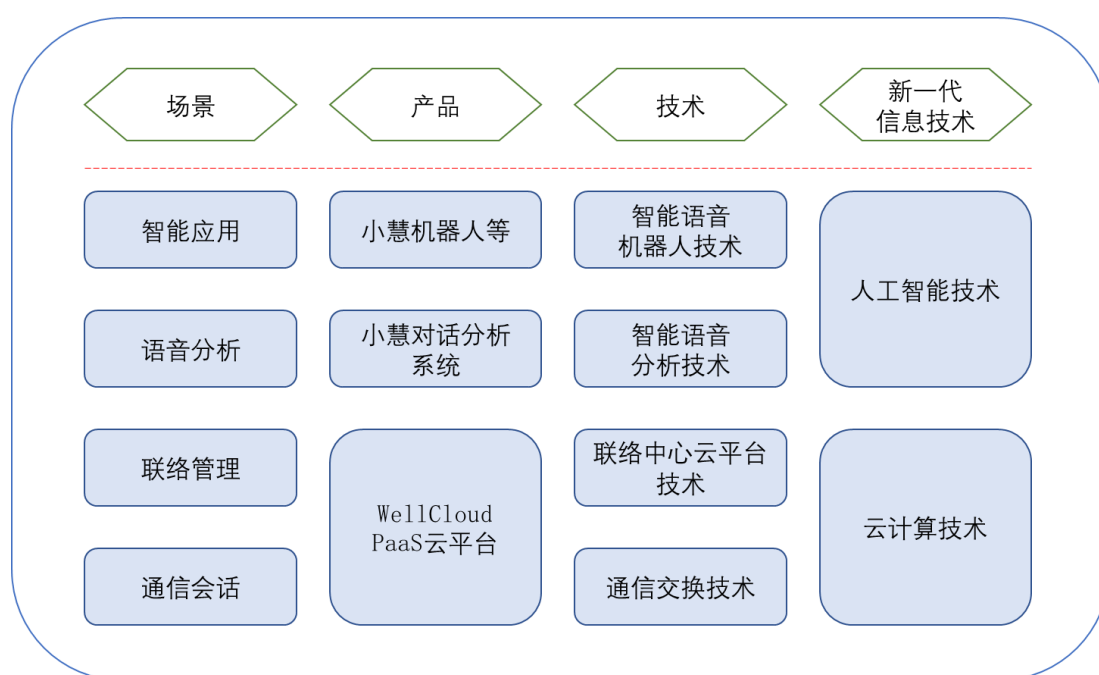 场景
产品
技术
新一代
信息技术
智能应用
小慧机器人等
智能语音
机器人技术
人工智能技术
语音分析
小慧对话分析
系统
智能语音
分析技术
联络管理
WellCloud
PaaS云平台
联络中心云平台
技术
云计算技术
通信会话
通信交换技术